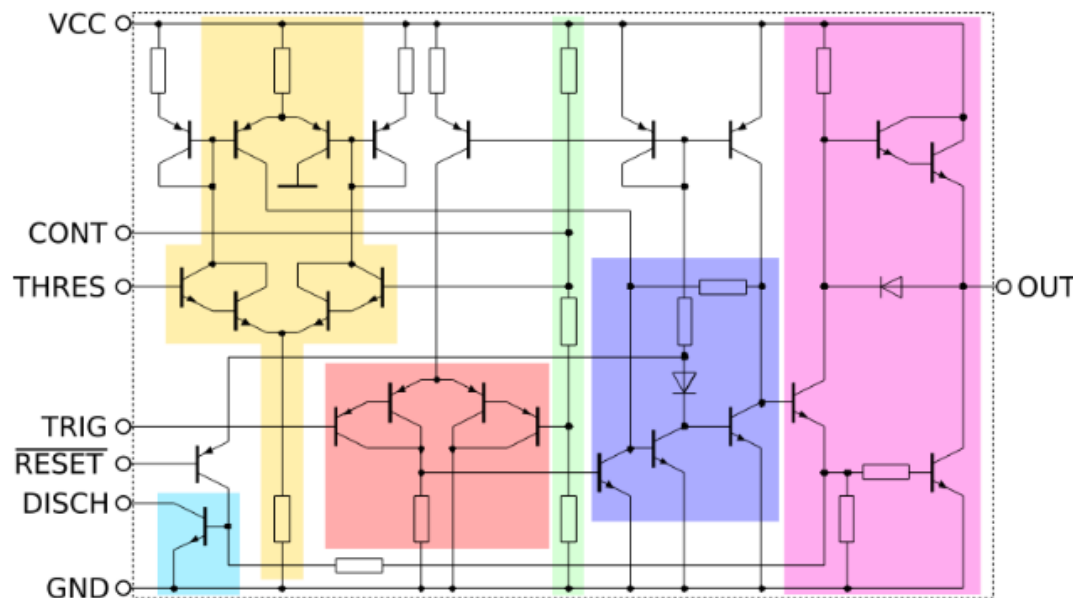 VCC
CONT
THRES
OUT
TRIG
RESET
DISCH
GND